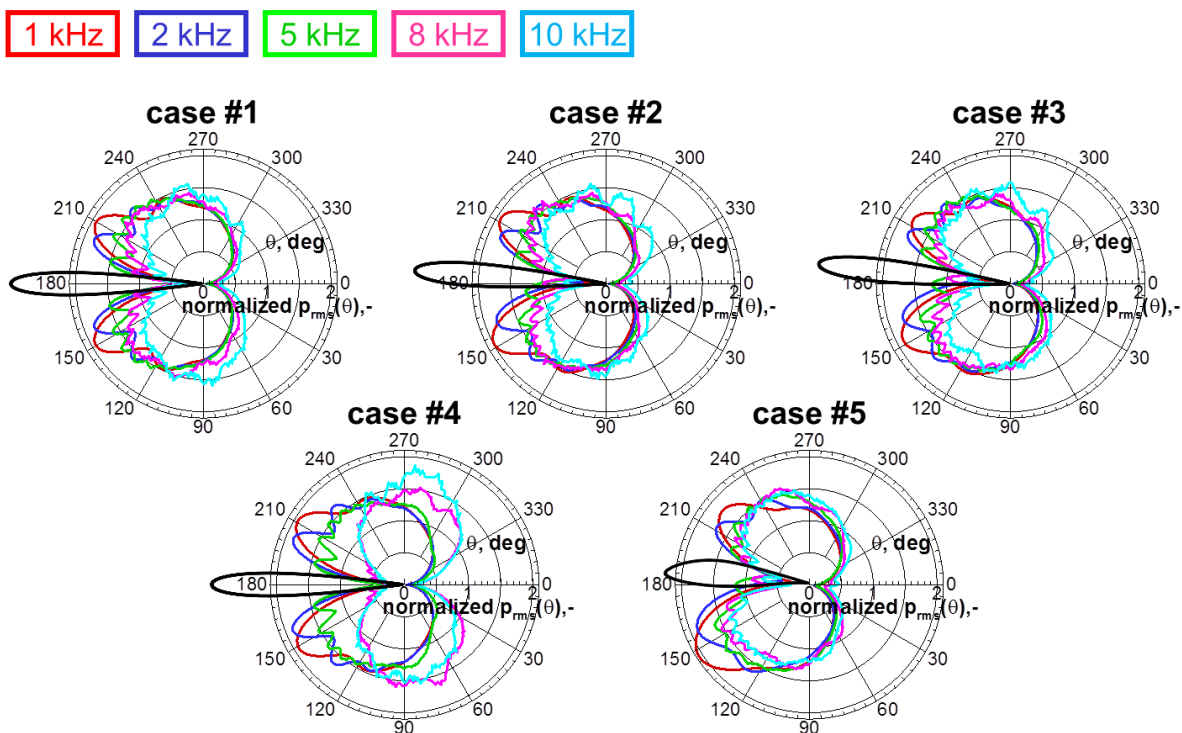 1 kHz 2 kHz 5 kHz 8 kHz 10 kHz
case #1
270
240 300
210 330
θ, deg
180 0 1 2 0
normalized prms(θ),-
150 30
120 60
90
case #2
270
240 300
210 330
θ, deg
180 0 1 2 0
normalized prms(θ),-
150 30
120 60
90
case #3
270
240 300
210 330
θ, deg
180 0 1 2 0
normalized prms(θ),-
150 30
120 60
90
case #4
270
240 300
210 330
θ, deg
180 0 1 2 0
normalized prms(θ),-
150 30
120 60
90
case #5
270
240 300
210 330
θ, deg
180 0 1 2 0
normalized prms(θ),-
150 30
120 60
90